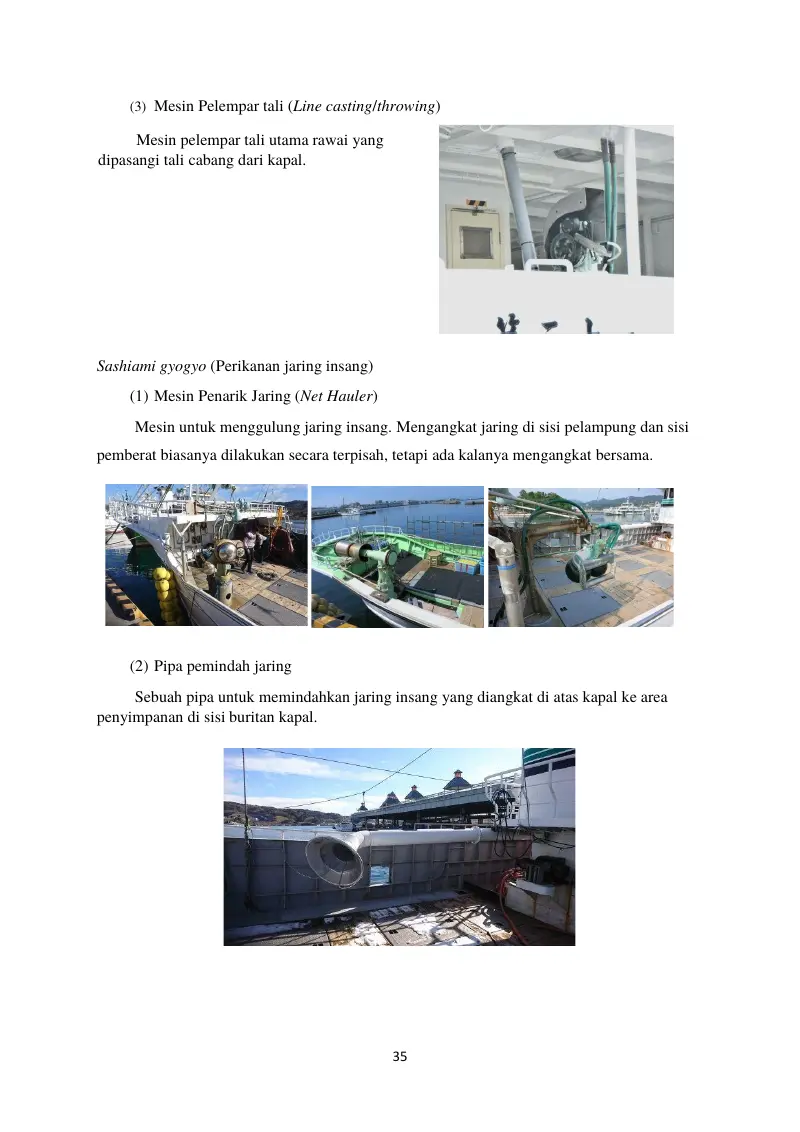 (3) Mesin Pelempar tali (Line casting/throwing)
Mesin pelempar tali utama rawai yang
dipasangi tali cabang dari kapal.
Sashiami gyogyo (Perikanan jaring insang)
(1) Mesin Penarik Jaring (Net Hauler)
Mesin untuk menggulung jaring insang. Mengangkat jaring di sisi pelampung dan sisi
pemberat biasanya dilakukan secara terpisah, tetapi ada kalanya mengangkat bersama.
(2) Pipa pemindah jaring
Sebuah pipa untuk memindahkan jaring insang yang diangkat di atas kapal ke area
penyimpanan di sisi buritan kapal.
35